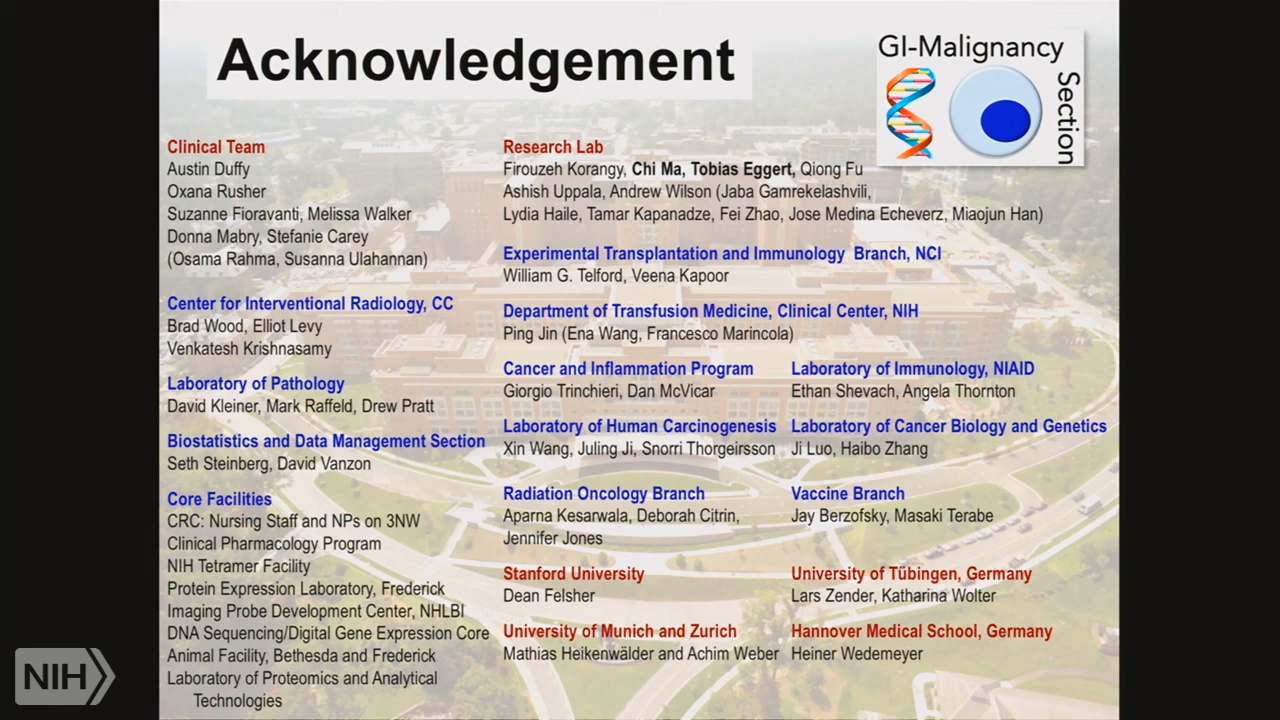 Acknowledgement
GI-Malignancy
Section
Clinical Team
Austin Duffy
Oxana Rusher
Suzanne Fioravanti, Melissa Walker
Donna Mabry, Stefanie Carey
(Osama Rahma, Susanna Ulahannan)
Center for Interventional Radiology, CC
Brad Wood, Elliot Levy
Venkatesh Krishnasamy
Laboratory of Pathology
David Kleiner, Mark Raffeld, Drew Pratt
Biostatistics and Data Management Section
Seth Steinberg, David Vanzon
Core Facilities
CRC: Nursing Staff and NPs on 3NW
Clinical Pharmacology Program
NIH Tetramer Facility
Protein Expression Laboratory, Frederick
Imaging Probe Development Center, NHLBI
DNA Sequencing/Digital Gene Expression Core
Animal Facility, Bethesda and Frederick
Laboratory of Proteomics and Analytical
Technologies
Research Lab
Firouzeh Korangy, Chi Ma, Tobias Eggert, Qiong Fu
Ashish Uppala, Andrew Wilson (Jaba Gamrekelashvili,
Lydia Haile, Tamar Kapanadze, Fei Zhao, Jose Medina Echeverz, Miaojun Han)
Experimental Transplantation and Immunology Branch, NCI
William G. Telford, Veena Kapoor
Department of Transfusion Medicine, Clinical Center, NIH
Ping Jin (Ena Wang, Francesco Marincola)
Cancer and Inflammation Program
Giorgio Trinchieri, Dan McVicar
Laboratory of Immunology, NIAID
Ethan Shevach, Angela Thornton
Laboratory of Human Carcinogenesis
Xin Wang, Juling Ji, Snorri Thorgeirsson
Laboratory of Cancer Biology and Genetics
Ji Luo, Haibo Zhang
Radiation Oncology Branch
Aparna Kesarwala, Deborah Citrin,
Jennifer Jones
Vaccine Branch
Jay Berzofsky, Masaki Terabe
Stanford University
Dean Felsher
University of Tübingen, Germany
Lars Zender, Katharina Wolter
University of Munich and Zurich
Mathias Heikenwälder and Achim Weber
Hannover Medical School, Germany
Heiner Wedemeyer
NIH